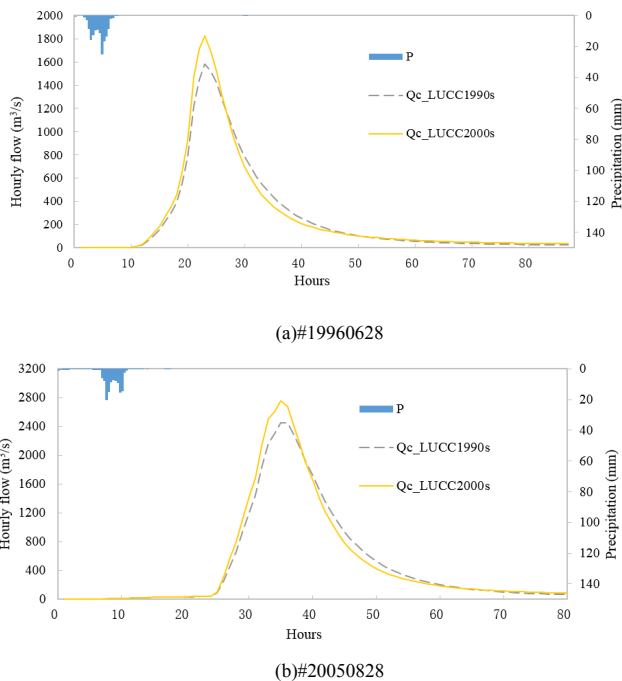 2000
1800
1600
1400
1200
1000
800
600
400
200
0
Hourly flow (m³/s)
0
20
40
60
80
100
120
140
Precipitation (mm)
P
Qc_LUCC1990s
Qc_LUCC2000s
0 10 20 30 40 50 60 70 80
Hours
(a)#19960628
3200
2800
2400
2000
1600
1200
800
400
0
Hourly flow (m³/s)
0
20
40
60
80
100
120
140
Precipitation (mm)
P
Qc_LUCC1990s
Qc_LUCC2000s
0 10 20 30 40 50 60 70 80
Hours
(b)#20050828